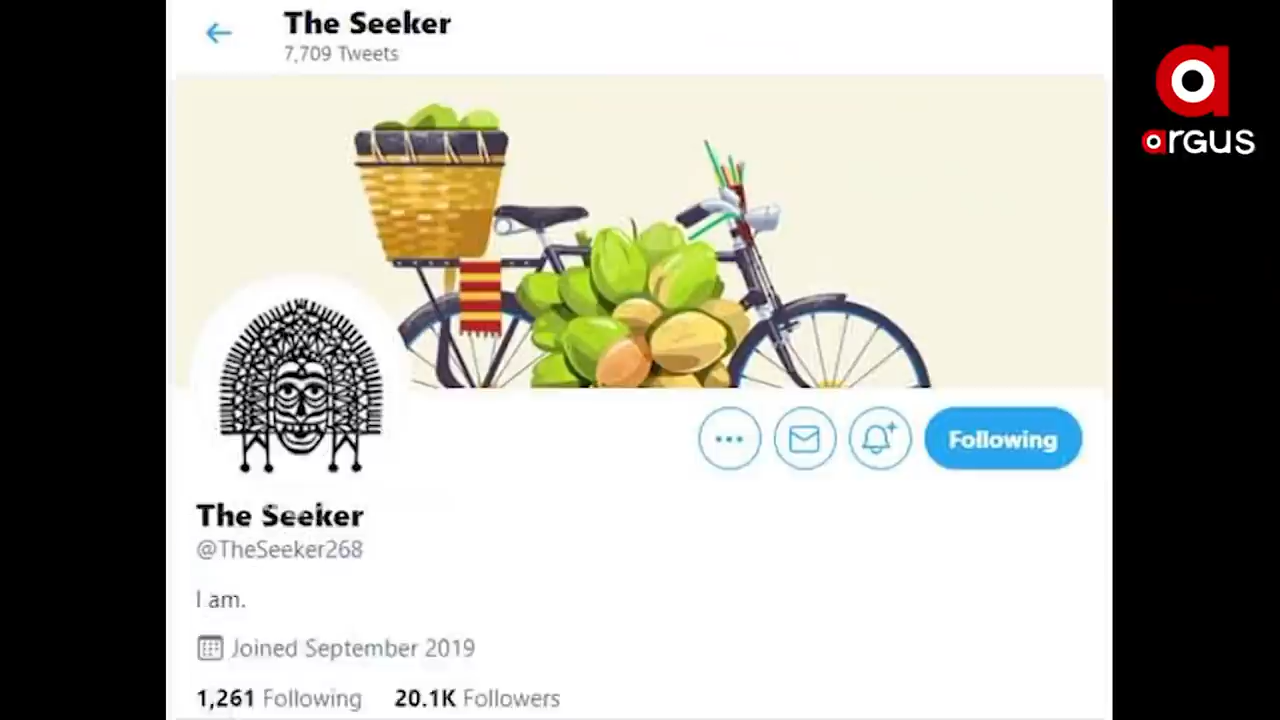 The Seeker
7,709 Tweets
argus
Following
The Seeker
@TheSeeker268
I am.
Joined September 2019
1,261 Following 20.1K Followers